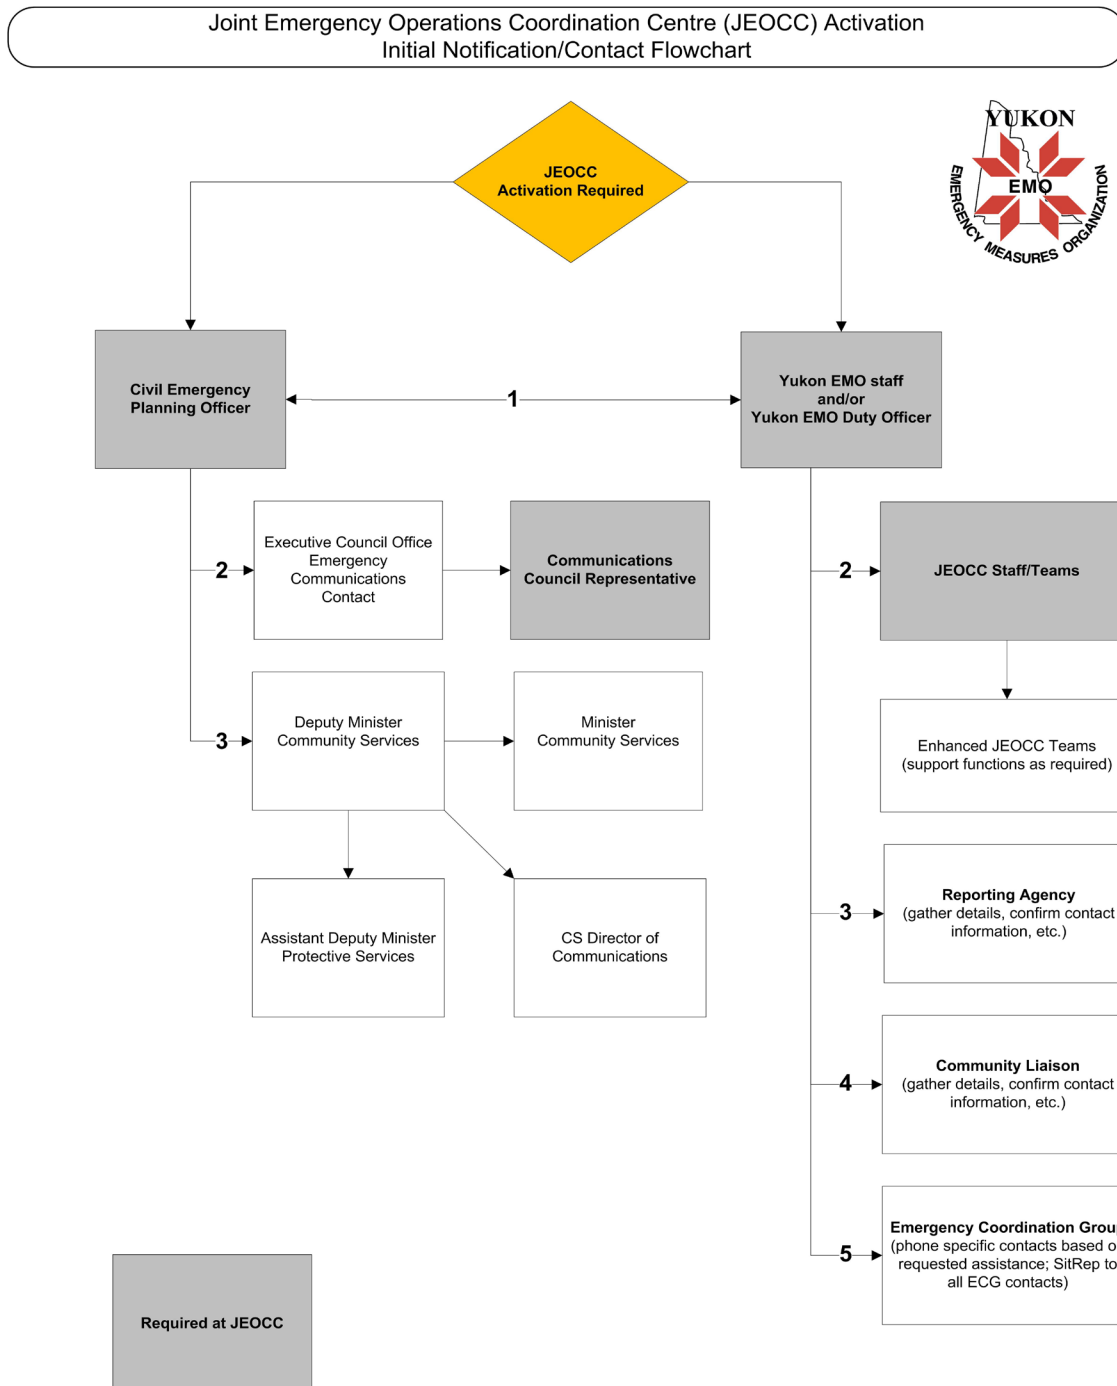 Joint Emergency Operations Coordination Centre (JEOCC) Activation
Initial Notification/Contact Flowchart
YUKON
EMO
EMERGENCY MEASURES ORGANIZATION
JEOCC
Activation Required
Civil Emergency
Planning Officer
1
Yukon EMO staff
and/or
Yukon EMO Duty Officer
2
Executive Council Office
Emergency
Communications
Contact
Communications
Council Representative
2
JEOCC Staff/Teams
3
Deputy Minister
Community Services
Minister
Community Services
Enhanced JEOCC Teams
(support functions as required)
Assistant Deputy Minister
Protective Services
CS Director of
Communications
3
Reporting Agency
(gather details, confirm contact
information, etc.)
4
Community Liaison
(gather details, confirm contact
information, etc.)
5
Emergency Coordination Grou
(phone specific contacts based o
requested assistance; SitRep to
all ECG contacts)
Required at JEOCC